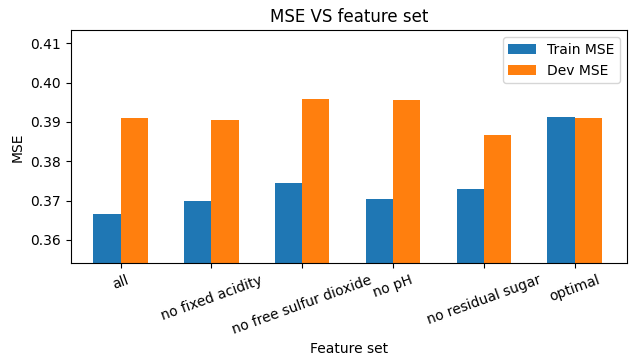 MSE VS feature set
Train MSE
Dev MSE
MSE
0.41
0.40
0.39
0.38
0.37
0.36
all
no fixed acidity
no free sulfur dioxide
no pH
no residual sugar
optimal
Feature set